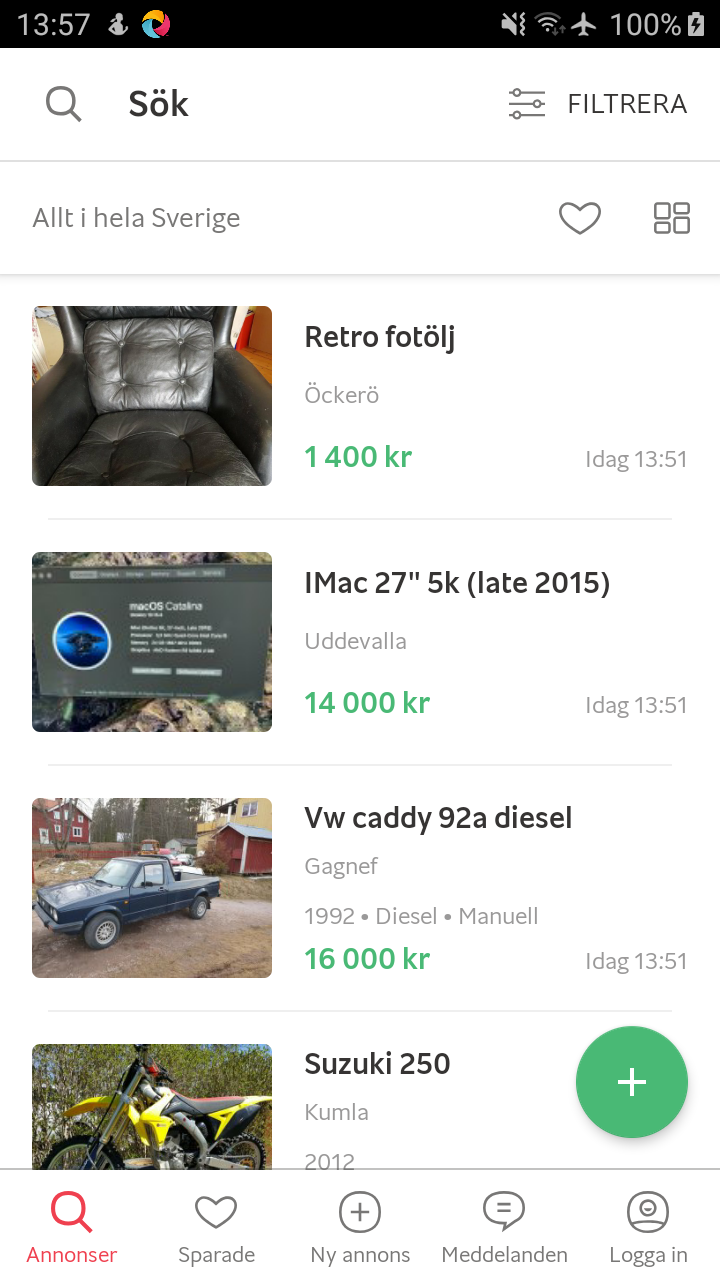 13:57
100%
Sök
FILTRERA
Allt i hela Sverige
Retro fotölj
Öckerö
1 400 kr
Idag 13:51
macOS Catalina
IMac 27" 5k (late 2015)
Uddevalla
14 000 kr
Idag 13:51
Vw caddy 92a diesel
Gagnef
1992 • Diesel • Manuell
16 000 kr
Idag 13:51
Suzuki 250
Kumla
2012
Annonser
Sparade
Ny annons
Meddelanden
Logga in